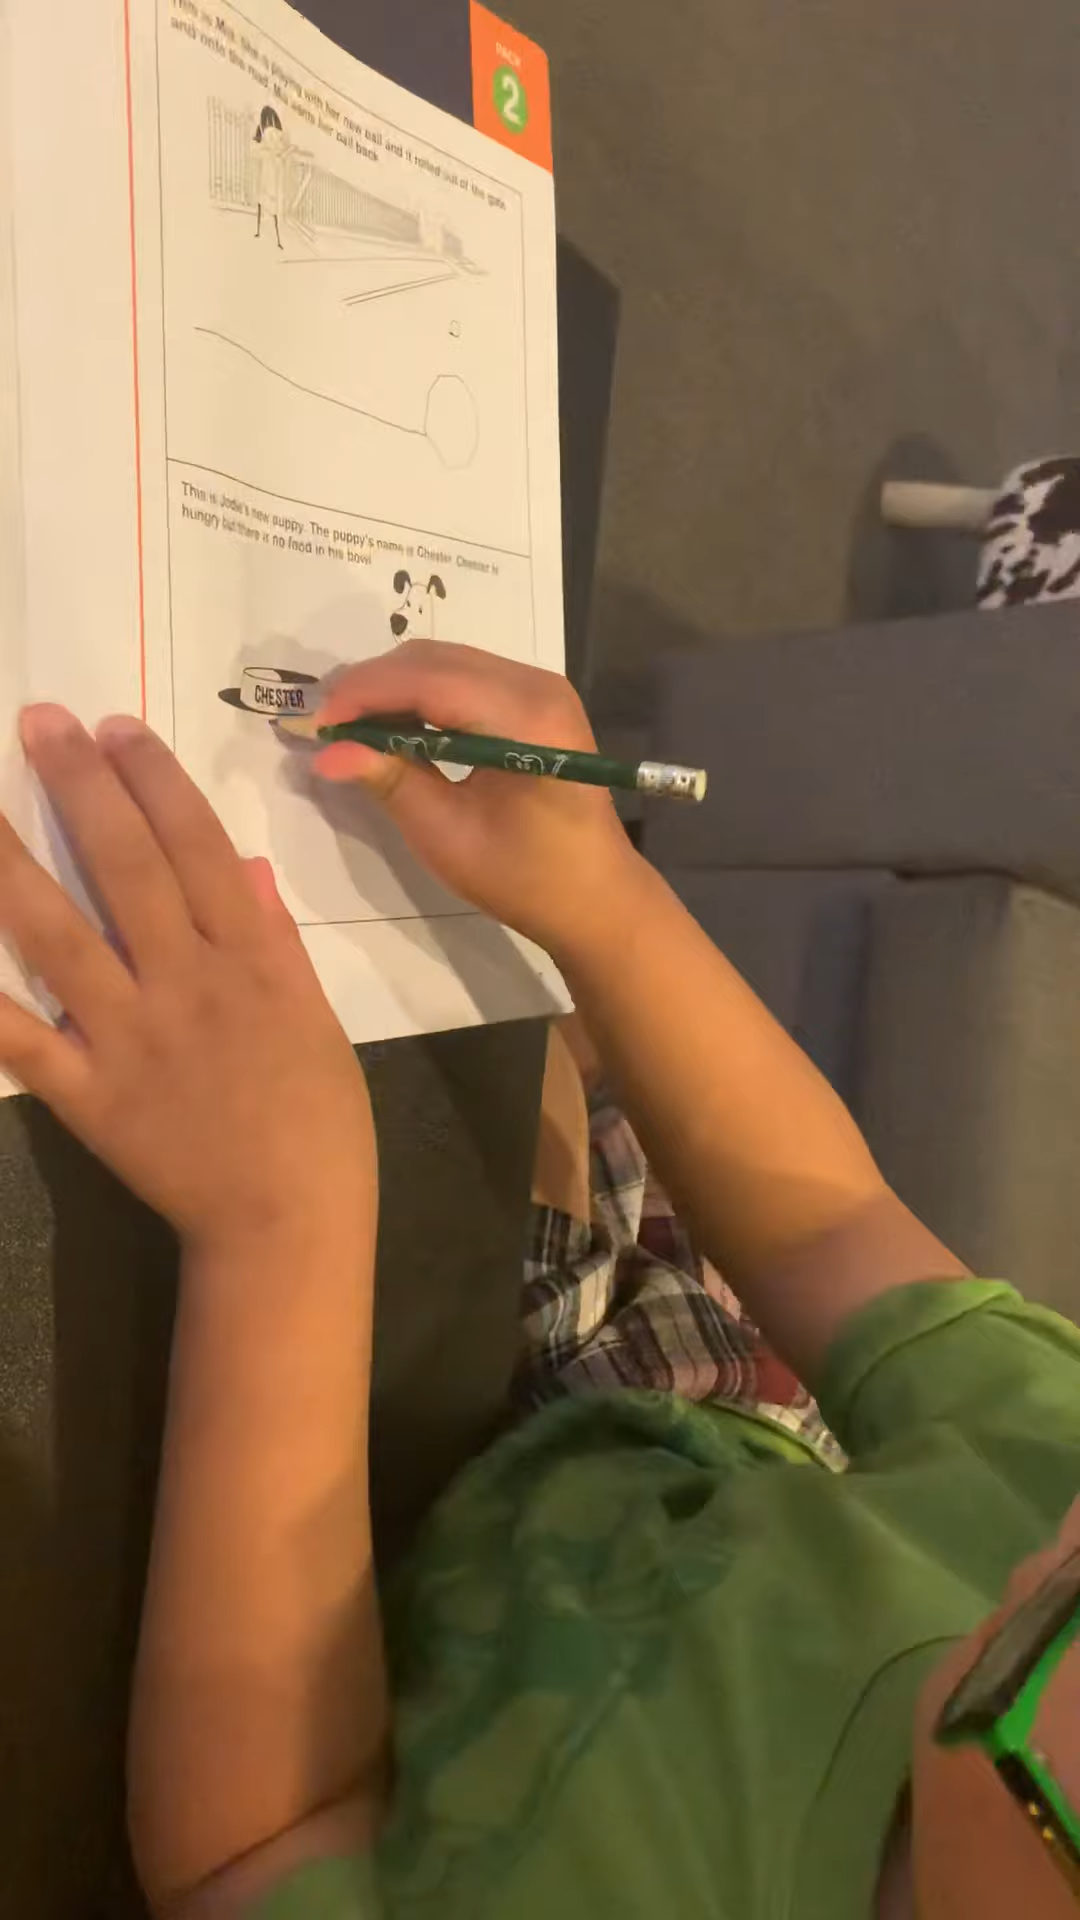 PACK
2
This is Mia. She is playing with her new ball and it rolled out of the gate
and onto the road. Mia wants her ball back
This is Jodie's new puppy. The puppy's name is Chester. Chester is
hungry but there is no food in his bowl
CHESTER